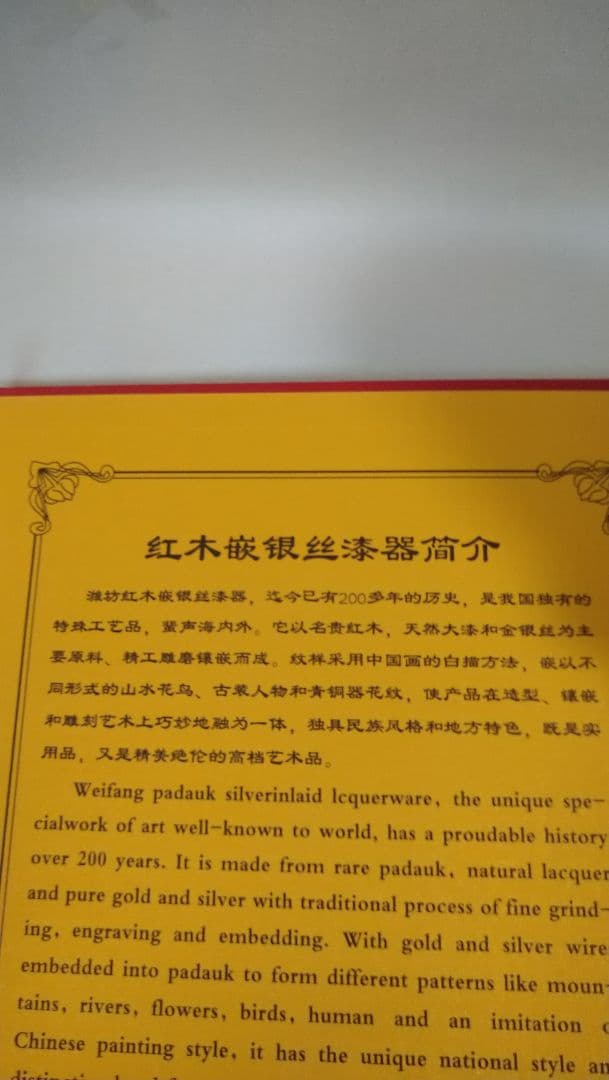 红木嵌银丝漆器简介
潍坊红木嵌银丝漆器，迄今已有200多年的历史，是我国独有的
特殊工艺品，蜚声海内外。它以名贵红木，天然大漆和金银丝为主
要原料、精工雕磨镶嵌而成。纹样采用中国画的白描方法，嵌以不
同形式的山水花鸟、古装人物和青铜器花纹，使产品在造型、镶嵌
和雕刻艺术上巧妙地融为一体，独具民族风格和地方特色，既是实
用品，又是精美绝伦的高档艺术品。
Weifang padauk silverinlaid lcquerware, the unique spe-
cialwork of art well-known to world, has a proudable history
over 200 years. It is made from rare padauk, natural lacquer
and pure gold and silver with traditional process of fine grind-
ing, engraving and embedding. With gold and silver wire
embedded into padauk to form different patterns like moun-
tains, rivers, flowers, birds, human and an imitation
Chinese painting style, it has the unique national style